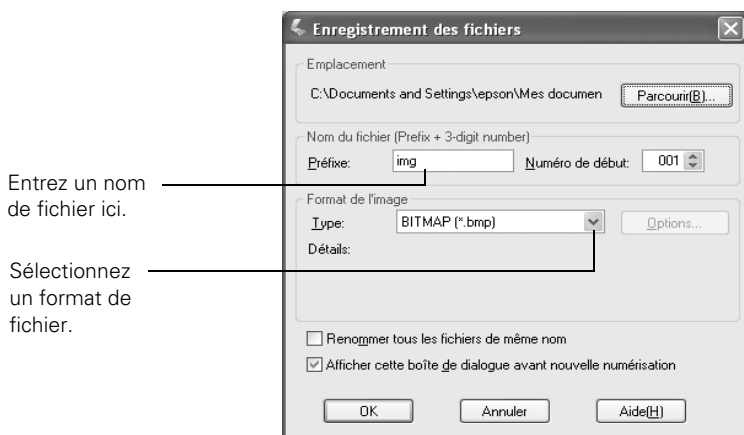 Enregistrement des fichiers
Emplacement
C:\Documents and Settings\epson\Mes documen Parcourir(B)...
Nom du fichier (Prefix + 3-digit number)
Préfixe: img Numéro de début: 001
Entrez un nom
de fichier ici.
Format de l'image
Type: BITMAP (*.bmp) Options...
Détails:
Sélectionnez
un format de
fichier.
Renommer tous les fichiers de même nom
Afficher cette boîte de dialogue avant nouvelle numérisation
OK Annuler Aide(H)